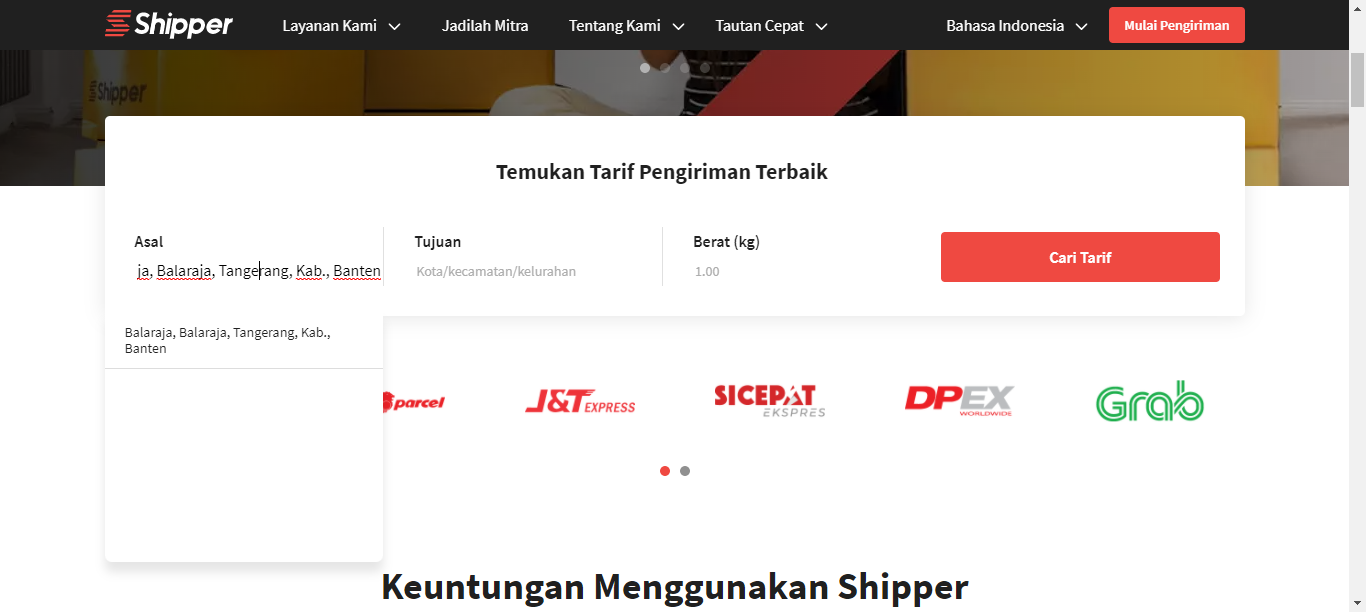 Shipper
Layanan Kami
Jadilah Mitra
Tentang Kami
Tautan Cepat
Bahasa Indonesia
Mulai Pengiriman
Shipper
Temukan Tarif Pengiriman Terbaik
Asal
Tujuan
Berat (kg)
ja, Balaraja, Tangerang, Kab., Banten
Kota/kecamatan/kelurahan
1.00
Cari Tarif
Balaraja, Balaraja, Tangerang, Kab.,
Banten
parcel
J&T EXPRESS
SICEPAT
EKSPRES
DPEX
WORLDWIDE
Grab
Keuntungan Menggunakan Shipper